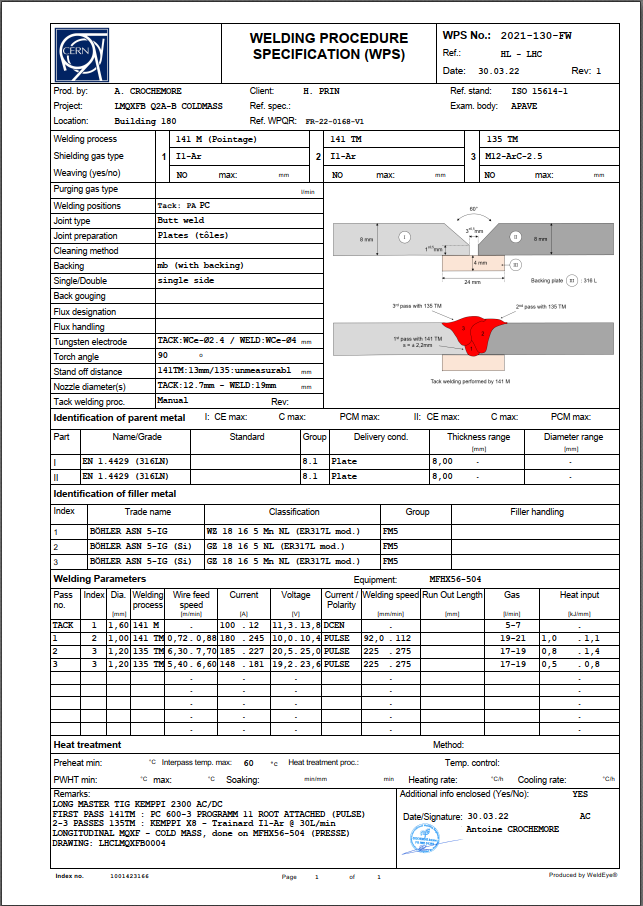 CERN
WELDING PROCEDURE
SPECIFICATION (WPS)
WPS No.: 2021-130-FW
Ref.: HL - LHC
Date: 30.03.22 Rev: 1
Prod. by: A. CROCHEMORE Client: H. PRIN Ref. stand: ISO 15614-1
Project: LMQXFB Q2A-B COLDMASS Ref. spec.: Exam. body: APAVE
Location: Building 180 Ref. WPQR: FR-22-0168-V1
Welding process 1 141 M (Pointage) 2 141 TM 3 135 TM
Shielding gas type I1-Ar I1-Ar M12-ArC-2.5
Weaving (yes/no) NO max: mm NO max: mm NO max: mm
Purging gas type l/min
Welding positions Tack: PA PC
Joint type Butt weld
Joint preparation Plates (tôles)
Cleaning method
Backing mb (with backing)
Single/Double single side
Back gouging
Flux designation
Flux handling
Tungsten electrode TACK:WCe-Ø2.4 / WELD:WCe-Ø4 mm
Torch angle 90 o
Stand off distance 141TM:13mm/135:unmeasurabl mm
Nozzle diameter(s) TACK:12.7mm - WELD:19mm mm
Tack welding proc. Manual Rev:
60°
8 mm I 3 mm II 8 mm
1 mm
4 mm III
24 mm
Backing plate III : 316 L
3rd pass with 135 TM 2nd pass with 135 TM
1st pass with 141 TM
s = ± 2,2mm
Tack welding performed by 141 M
Identification of parent metal I: CE max: C max: PCM max: II: CE max: C max: PCM max:
Part Name/Grade Standard Group Delivery cond. Thickness range Diameter range
[mm] [mm]
I EN 1.4429 (316LN) 8.1 Plate 8,00 - -
II EN 1.4429 (316LN) 8.1 Plate 8,00 - -
Identification of filler metal
Index Trade name Classification Group Filler handling
1 BÖHLER ASN 5-IG WZ 18 16 5 Mn NL (ER317L mod.) FM5
2 BÖHLER ASN 5-IG (Si) GZ 18 16 5 NL (ER317L mod.) FM5
3 BÖHLER ASN 5-IG (Si) GZ 18 16 5 Mn NL (ER317L mod.) FM5
Welding Parameters Equipment: MFHX56-504
Pass Index Dia. Welding Wire feed Current Voltage Current / Welding speed Run Out Length Gas Heat input
no. process speed Polarity
[mm] [m/min] [A] [V] [mm/min] [mm] [l/min] [kJ/mm]
TACK 1 1,60 141 M - 100 . 12 11,3.13,8 DCEN - 5-7 -
1 2 1,00 141 TM 0,72 . 0,88 180 . 245 10,0.10,4 PULSE 92,0 . 112 19-21 1,0 . 1,1
2 3 1,20 135 TM 6,30 . 7,70 185 . 227 20,5.25,0 PULSE 225 . 275 17-19 0,8 . 1,4
3 3 1,20 135 TM 5,40 . 6,60 148 . 181 19,2.23,6 PULSE 225 . 275 17-19 0,5 . 0,8
- - - - -
- - - - -
- - - - -
- - - - -
- - - - -
Heat treatment Method:
Preheat min: °C Interpass temp. max: 60 °C Heat treatment proc.: Temp. control:
PWHT min: °C max: °C Soaking: min/mm min Heating rate: °C/h Cooling rate: °C/h
Remarks:
LONG MASTER TIG KEMPPI 2300 AC/DC
FIRST PASS 141TM : PC 600-3 PROGRAMM 11 ROOT ATTACHED (PULSE)
2-3 PASSES 135TM : KEMPPI X8 - Trainard I1-Ar @ 30L/min
LONGITUDINAL MQXF - COLD MASS, done on MFHX56-504 (PRESSE)
DRAWING: LHCLMQXFB0004
Additional info enclosed (Yes/No): YES
Date/Signature: 30.03.22 AC
Antoine CROCHEMORE
Index no. 1001423166 Page 1 of 1 Produced by WeldEye®